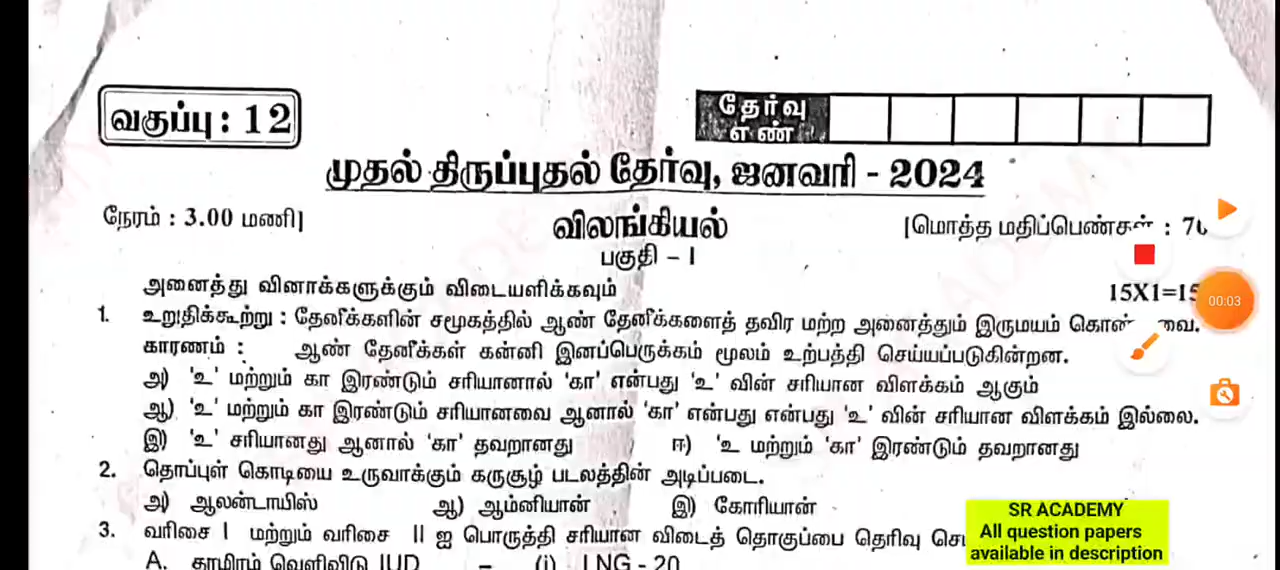 வகுப்பு : 12
தேர்வு எண்
முதல் திருப்புதல் தேர்வு, ஜனவரி - 2024
நேரம் : 3.00 மணி]
விலங்கியல்
[மொத்த மதிப்பெண்கள் :
பகுதி - I
அனைத்து வினாக்களுக்கும் விடையளிக்கவும்
15X1=15
00:03
1. உறுதிக்கூற்று : தேனீக்களின் சமூகத்தில் ஆண் தேனீக்களைத் தவிர மற்ற அனைத்தும் இருமயம்
காரணம் : ஆண் தேனீக்கள் கன்னி இனப்பெருக்கம் மூலம் உற்பத்தி செய்யப்படுகின்றன.
அ) 'உ' மற்றும் கா இரண்டும் சரியானால் 'கா' என்பது 'உ' வின் சரியான விளக்கம் ஆகும்
ஆ) 'உ' மற்றும் கா இரண்டும் சரியானவை ஆனால் 'கா' என்பது என்பது 'உ' வின் சரியான விளக்கம் இல்லை.
இ) 'உ' சரியானது ஆனால் 'கா' தவறானது ஈ) 'உ மற்றும் 'கா' இரண்டும் தவறானது
2. தொப்புள் கொடியை உருவாக்கும் கருசூழ் படலத்தின் அடிப்படை.
அ) ஆலன்டாயிஸ் ஆ) ஆம்னியான் இ) கோரியான்
3. வரிசை I மற்றும் வரிசை II ஐ பொருத்தி சரியான விடைத் தொகுப்பை தெரிவு
A. தாமிரம் வெளிவிடு IUD - (i) LNG - 20
SR ACADEMY
All question papers
available in description